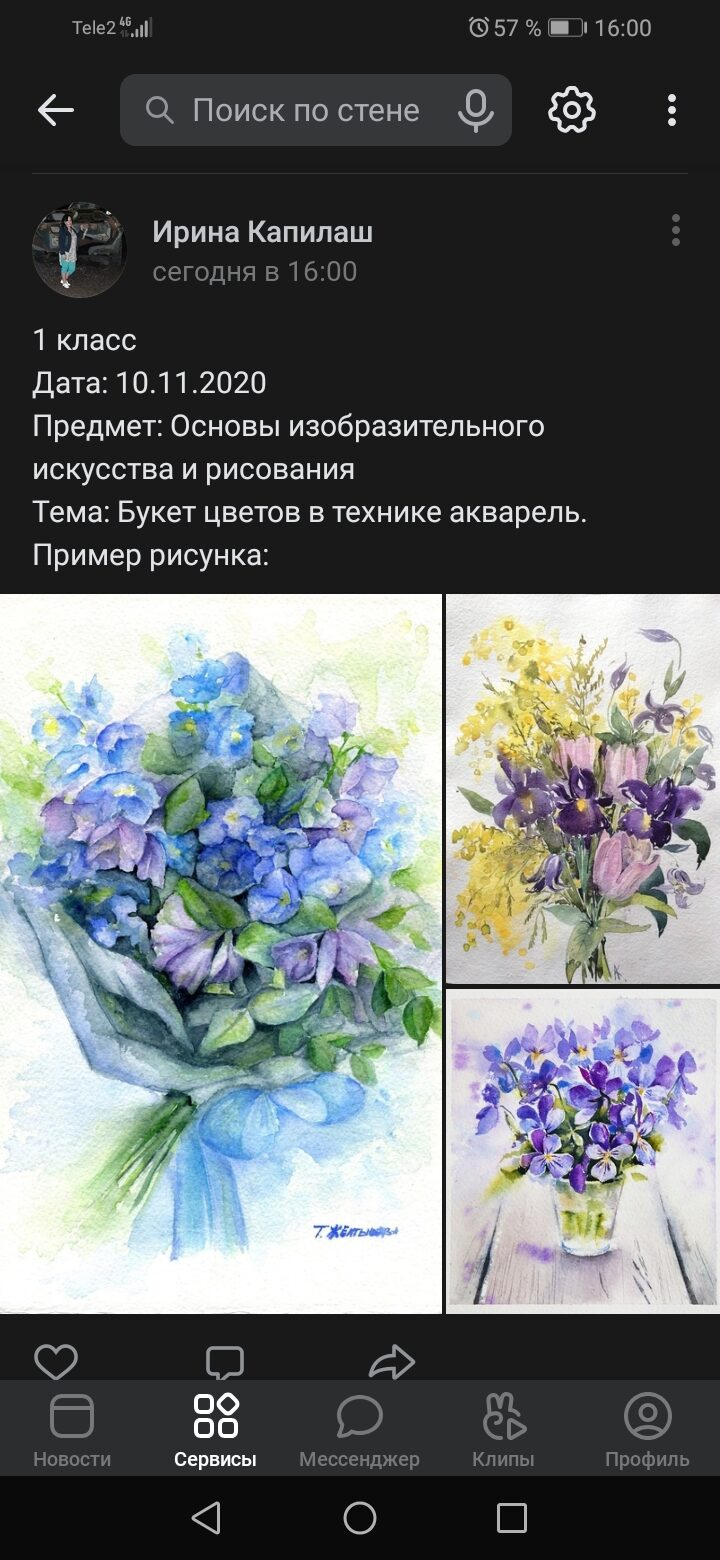 Tele2 4G 57 % 16:00
Поиск по стене
Ирина Капилаш
сегодня в 16:00
1 класс
Дата: 10.11.2020
Предмет: Основы изобразительного
искусства и рисования
Тема: Букет цветов в технике акварель.
Пример рисунка:
К.
Новости Сервисы Мессенджер Клипы Профиль